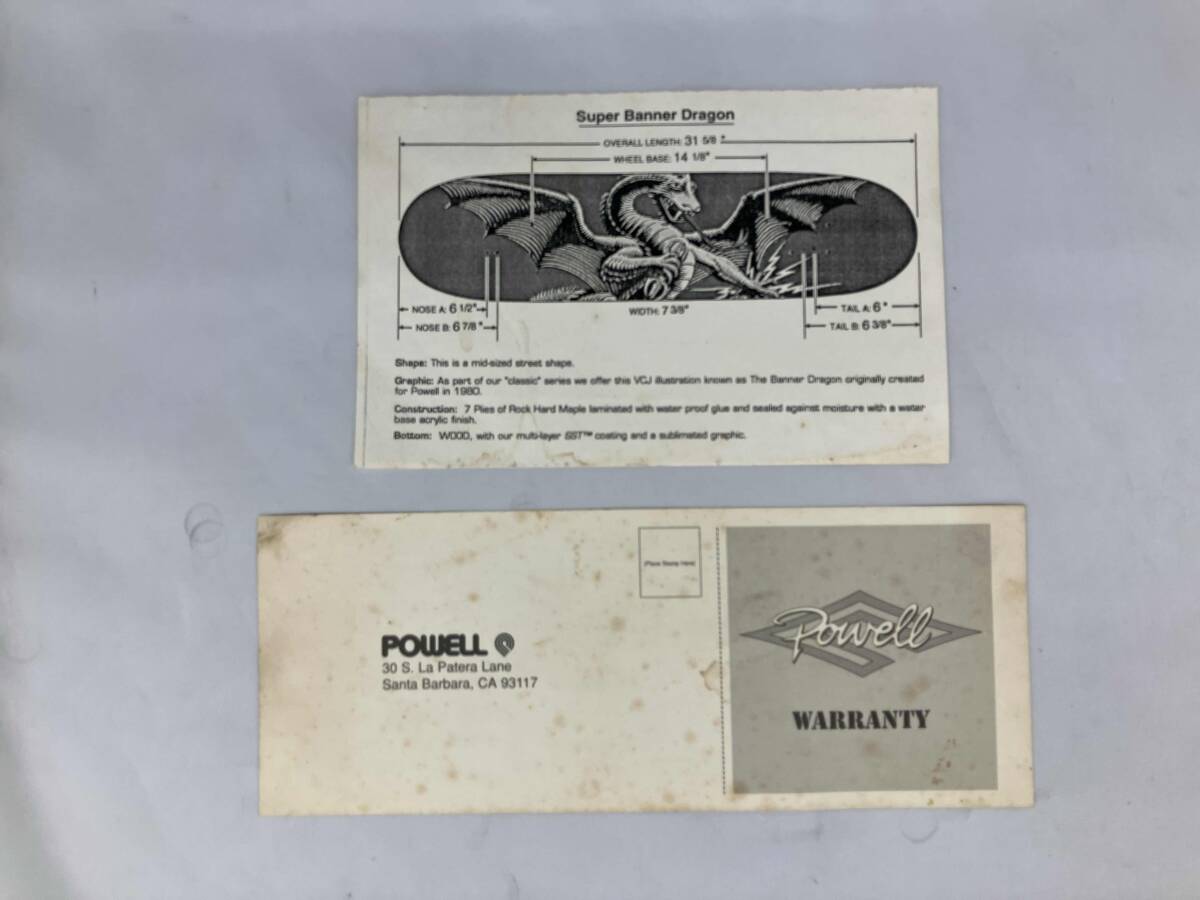 Super Banner Dragon
OVERALL LENGTH: 31 5/8"
WHEEL BASE: 14 1/8"
NOSE A: 6 1/2"
WIDTH: 7 3/8"
TAIL A: 6"
NOSE B: 6 7/8"
TAIL B: 6 3/8"
Shape: This is a mid-sized street shape.
Graphic: As part of our "classic" series we offer this VCJ illustration known as The Banner Dragon originally created
for Powell in 1980.
Construction: 7 Plies of Rock Hard Maple laminated with water proof glue and sealed against moisture with a water
base acrylic finish.
Bottom: WOOD, with our multi-layer SST™ coating and a sublimated graphic.
(Place Stamp Here)
POWELL
30 S. La Patera Lane
Santa Barbara, CA 93117
Powell
WARRANTY